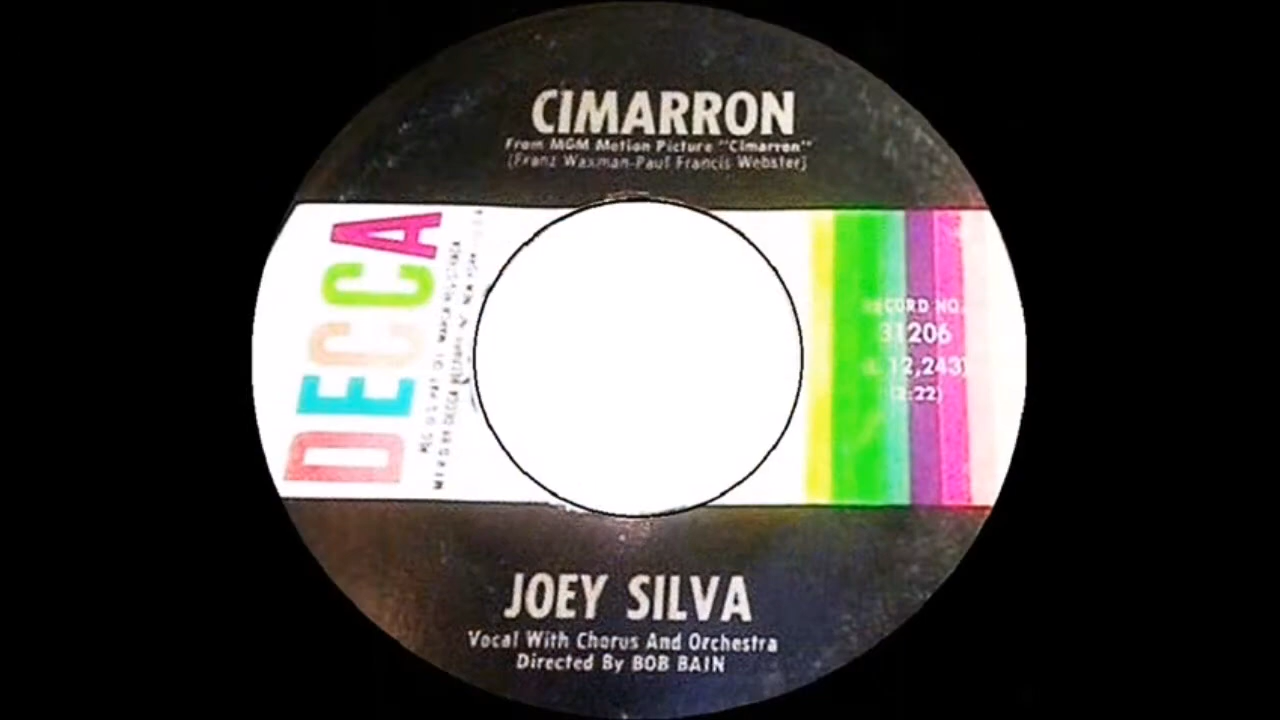 CIMARRON
From MGM Motion Picture "Cimarron"
(Franz Waxman-Paul Francis Webster)
DECCA
RECORD NO.
31206
12,243)
(2:22)
JOEY SILVA
Vocal With Chorus And Orchestra
Directed By BOB BAIN